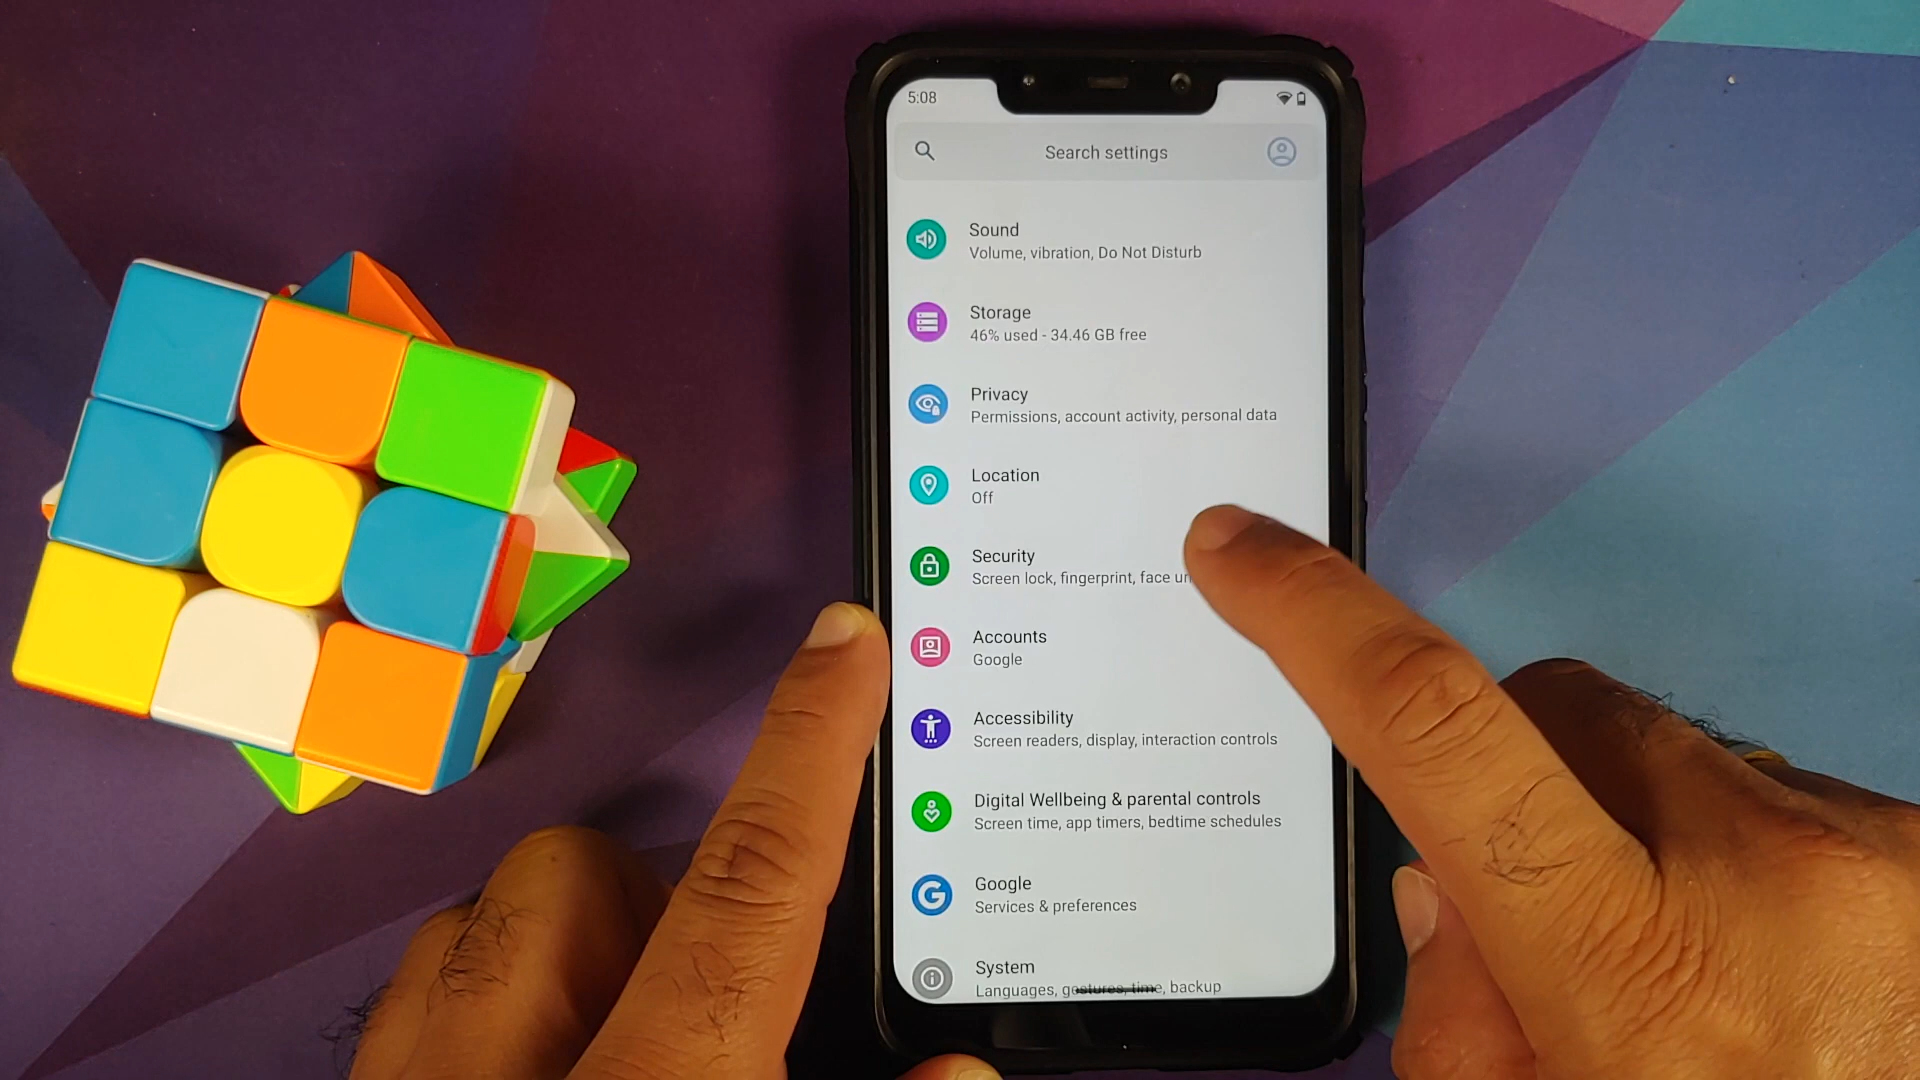 5:08
Search settings
Sound
Volume, vibration, Do Not Disturb
Storage
46% used - 34.46 GB free
Privacy
Permissions, account activity, personal data
Location
Off
Security
Screen lock, fingerprint, face
Accounts
Google
Accessibility
Screen readers, display, interaction controls
Digital Wellbeing & parental controls
Screen time, app timers, bedtime schedules
Google
Services & preferences
System
Languages, gestures, time, backup